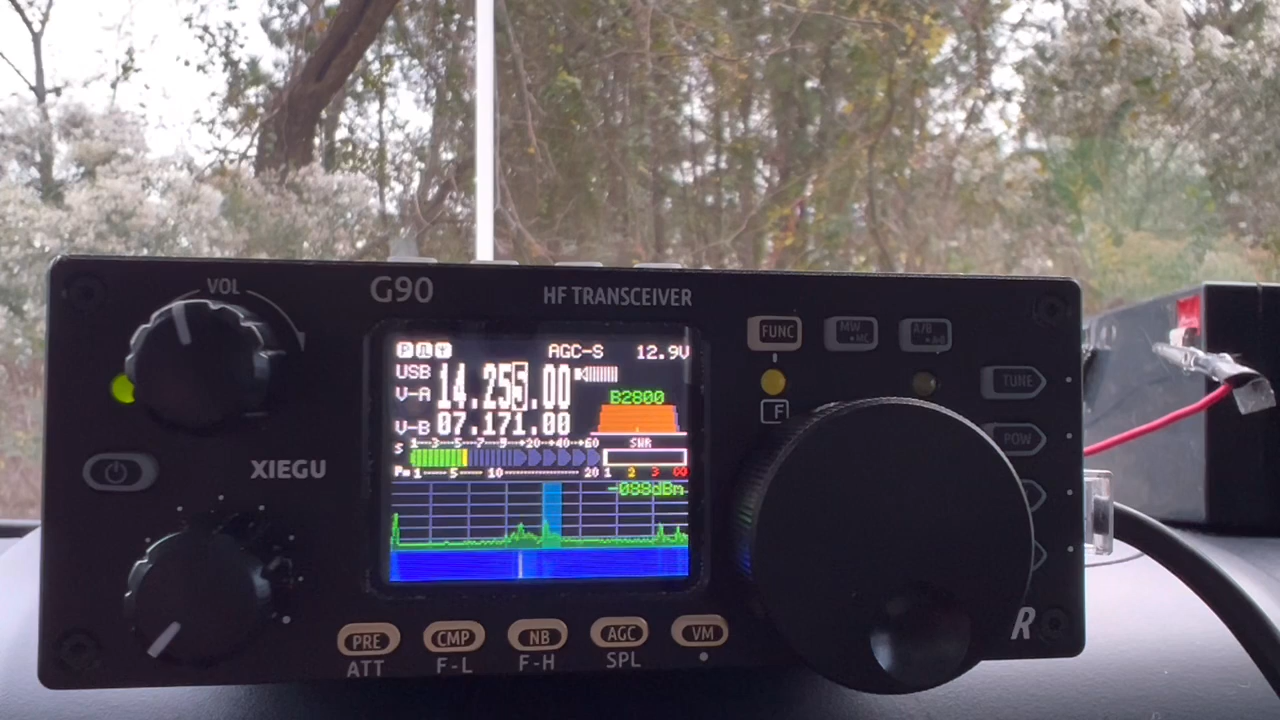 VOL
G90
HF TRANSCEIVER
FUNC
MW
•MC
A/B
P
AGC-S
12.9V
USB
14.255.00
V-A
B2800
V-B
07.171.00
S
1--3--5--7--9--+20--+40--+60
SWR
Po
1----5----10
20
1 2 3
-088dBm
F
TUNE
POW
XIEGU
PRE
CMP
NB
AGC
VM
ATT
F-L
F-H
SPL
R